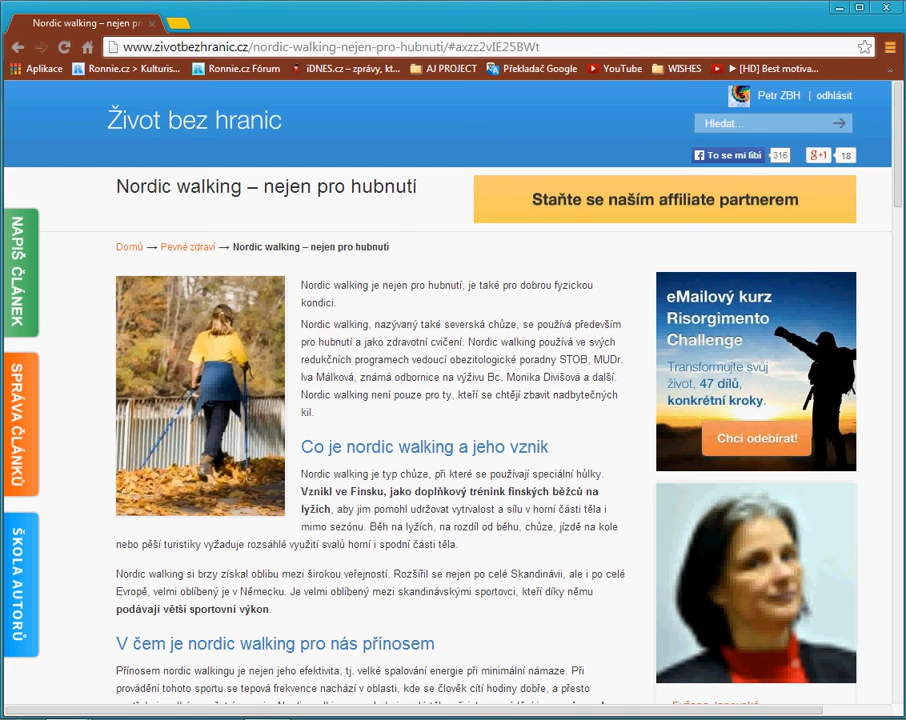 Nordic walking – nejen pr
www.zivotbezhranic.cz/nordic-walking-nejen-pro-hubnuti/#axzz2vIE25BWt
Aplikace Ronnie.cz > Kulturis... Ronnie.cz Fórum iDNES.cz – zprávy, kt... AJ PROJECT Překladač Google YouTube WISHES ► [HD] Best motiva...
Petr ZBH | odhlásit
Život bez hranic
Hledat...
To se mi líbí 316 g+1 18
Nordic walking – nejen pro hubnutí
Staňte se naším affiliate partnerem
NAPIŠ ČLÁNEK
SPRÁVA ČLÁNKŮ
ŠKOLA AUTORŮ
Domů → Pevné zdraví → Nordic walking – nejen pro hubnutí
Nordic walking je nejen pro hubnutí, je také pro dobrou fyzickou
kondici.
Nordic walking, nazývaný také severská chůze, se používá především
pro hubnutí a jako zdravotní cvičení. Nordic walking používá ve svých
redukčních programech vedoucí obezitologické poradny STOB, MUDr.
Iva Málková, známá odbornice na výživu Bc. Monika Divišová a další.
Nordic walking není pouze pro ty, kteří se chtějí zbavit nadbytečných
kil.
Co je nordic walking a jeho vznik
Nordic walking je typ chůze, při které se používají speciální hůlky.
Vznikl ve Finsku, jako doplňkový trénink finských běžců na
lyžích, aby jim pomohl udržovat vytrvalost a sílu v horní části těla i
mimo sezónu. Běh na lyžích, na rozdíl od běhu, chůze, jízdě na kole
nebo pěší turistiky vyžaduje rozsáhlé využití svalů horní i spodní části těla.
Nordic walking si brzy získal oblibu mezi širokou veřejností. Rozšířil se nejen po celé Skandinávii, ale i po celé
Evropě, velmi oblíbený je v Německu. Je velmi oblíbený mezi skandinávskými sportovci, kteří díky němu
podávají větší sportovní výkon.
V čem je nordic walking pro nás přínosem
Přínosem nordic walkingu je nejen jeho efektivita, tj. velké spalování energie při minimální námaze. Při
provádění tohoto sportu se tepová frekvence nachází v oblasti, kde se člověk cítí hodiny dobře, a přesto
eMailový kurz
Risorgimento
Challenge
Transformujte svůj
život, 47 dílů,
konkrétní kroky.
Chci odebírat!